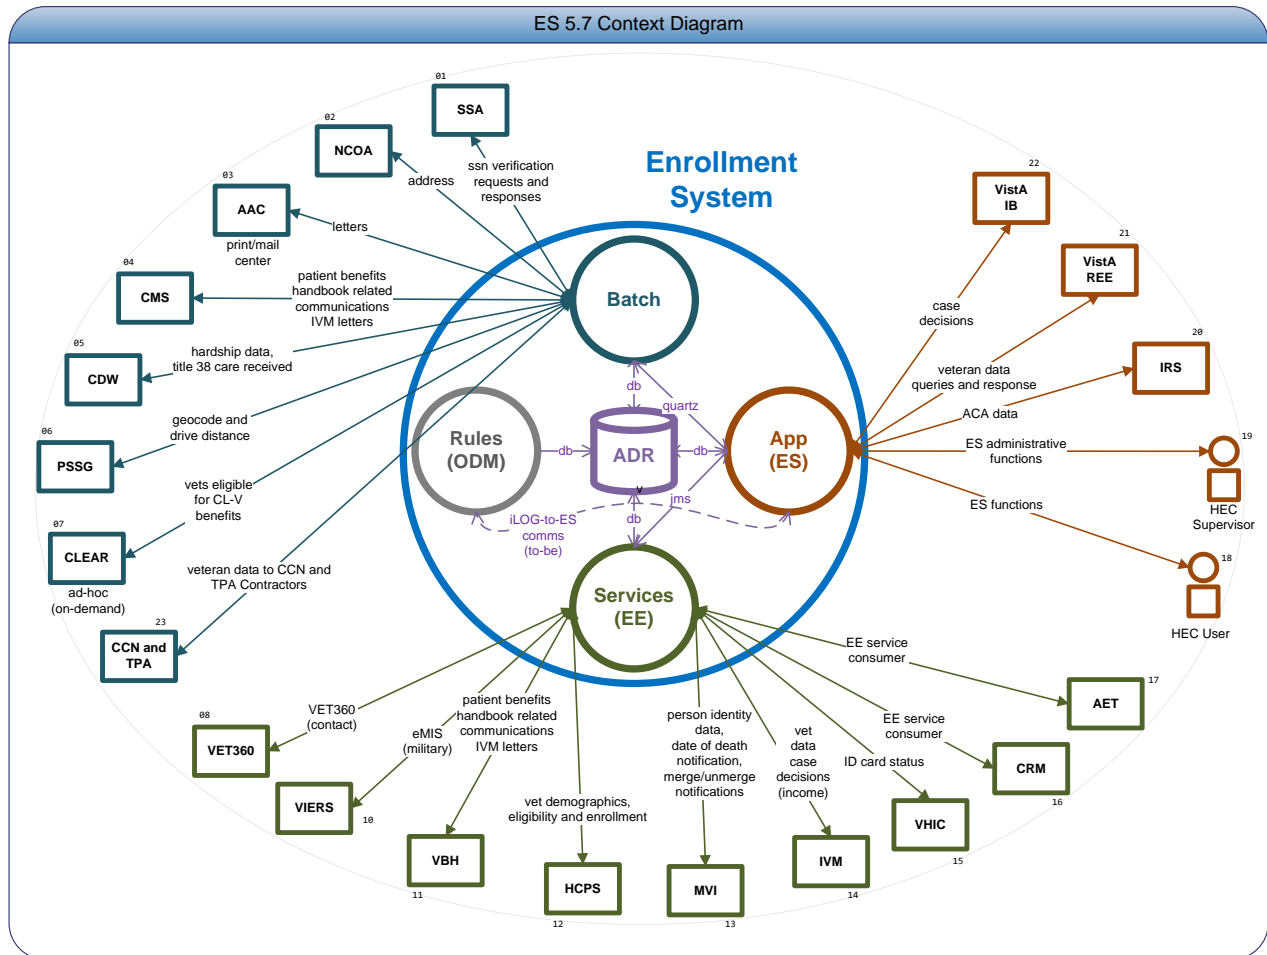 ES 5.7 Context Diagram
01
SSA
ssn verification
requests and
responses
02
NCOA
address
03
AAC
print/mail
center
letters
04
CMS
patient benefits
handbook related
communications
IVM letters
05
CDW
hardship data,
title 38 care received
06
PSSG
geocode and
drive distance
07
CLEAR
ad-hoc
(on-demand)
vets eligible
for CL-V
benefits
23
CCN and
TPA
veteran data to CCN and
TPA Contractors
Enrollment
System
Batch
db
quartz
Rules
(ODM)
db
ADR
v
db
App
(ES)
jms
db
iLOG-to-ES
comms
(to-be)
Services
(EE)
22
VistA
IB
case
decisions
21
VistA
REE
veteran data
queries and response
20
IRS
ACA data
19
HEC
Supervisor
ES administrative
functions
18
HEC User
ES functions
08
VET360
VET360
(contact)
VIERS
10
eMIS
(military)
VBH
11
patient benefits
handbook related
communications
IVM letters
HCPS
12
vet demographics,
eligibility and enrollment
MVI
13
person identity
data,
date of death
notification,
merge/unmerge
notifications
IVM
14
vet
data
case
decisions
(income)
VHIC
15
ID card status
CRM
16
EE service
consumer
AET
17
EE service
consumer